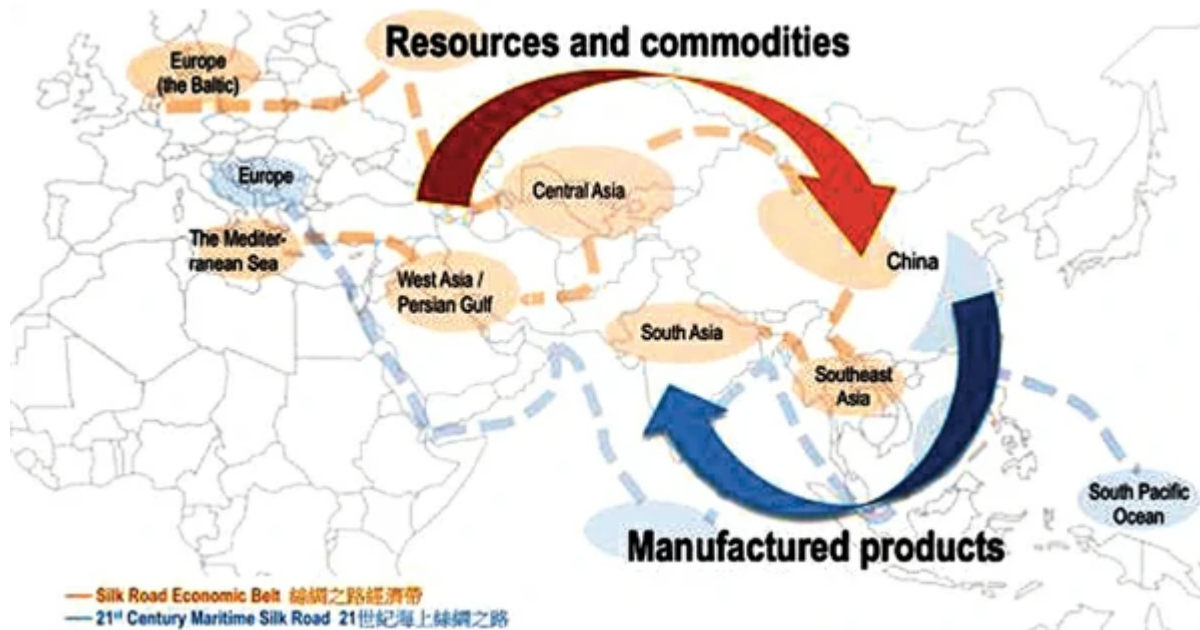 Resources and commodities
Europe
(the Baltic)
Europe
Central Asia
The Mediter-
ranean Sea
West Asia /
Persian Gulf
China
South Asia
Southeast
Asia
South Pacific
Ocean
Manufactured products
Silk Road Economic Belt 絲綢之路經濟帶
21st Century Maritime Silk Road 21世紀海上絲綢之路